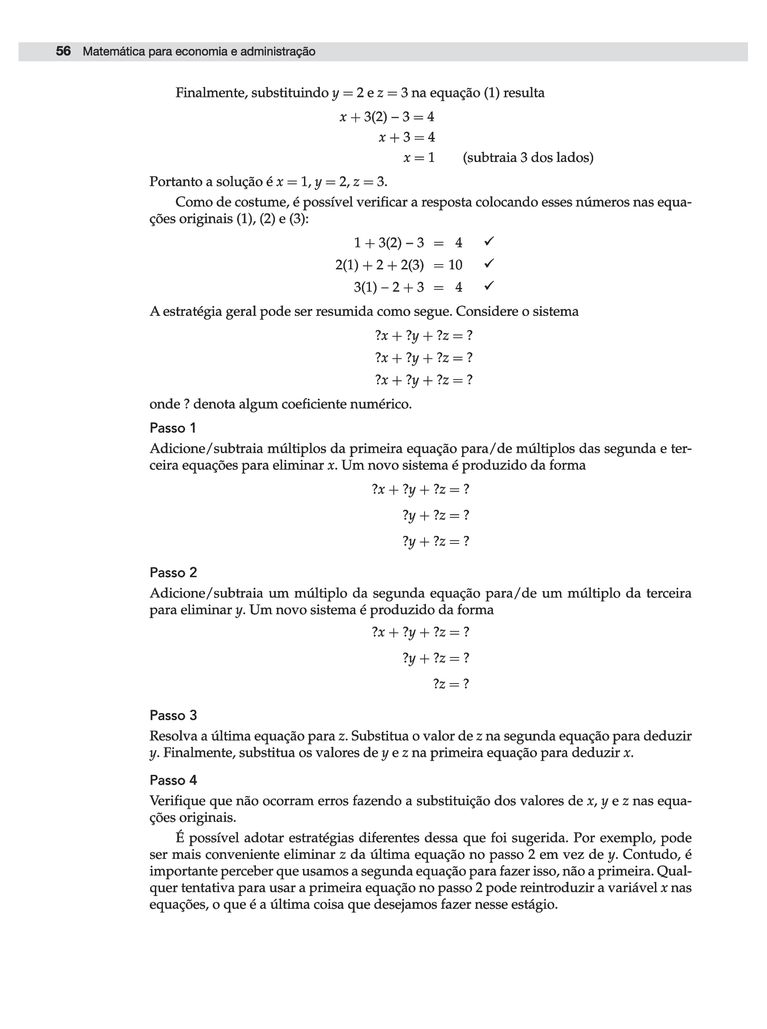 56 Matemática para economia e administração
Finalmente, substituindo y = 2 e z = 3 na equação (1) resulta
x + 3(2) – 3 = 4
x + 3 = 4
x = 1 (subtraia 3 dos lados)
Portanto a solução é x = 1, y = 2, z = 3.
Como de costume, é possível verificar a resposta colocando esses números nas equa-
ções originais (1), (2) e (3):
1 + 3(2) – 3 = 4 ✓
2(1) + 2 + 2(3) = 10 ✓
3(1) – 2 + 3 = 4 ✓
A estratégia geral pode ser resumida como segue. Considere o sistema
?x + ?y + ?z = ?
?x + ?y + ?z = ?
?x + ?y + ?z = ?
onde ? denota algum coeficiente numérico.
Passo 1
Adicione/subtraia múltiplos da primeira equação para/de múltiplos das segunda e ter-
ceira equações para eliminar x. Um novo sistema é produzido da forma
?x + ?y + ?z = ?
?y + ?z = ?
?y + ?z = ?
Passo 2
Adicione/subtraia um múltiplo da segunda equação para/de um múltiplo da terceira
para eliminar y. Um novo sistema é produzido da forma
?x + ?y + ?z = ?
?y + ?z = ?
?z = ?
Passo 3
Resolva a última equação para z. Substitua o valor de z na segunda equação para deduzir
y. Finalmente, substitua os valores de y e z na primeira equação para deduzir x.
Passo 4
Verifique que não ocorram erros fazendo a substituição dos valores de x, y e z nas equa-
ções originais.
É possível adotar estratégias diferentes dessa que foi sugerida. Por exemplo, pode
ser mais conveniente eliminar z da última equação no passo 2 em vez de y. Contudo, é
importante perceber que usamos a segunda equação para fazer isso, não a primeira. Qual-
quer tentativa para usar a primeira equação no passo 2 pode reintroduzir a variável x nas
equações, o que é a última coisa que desejamos fazer nesse estágio.